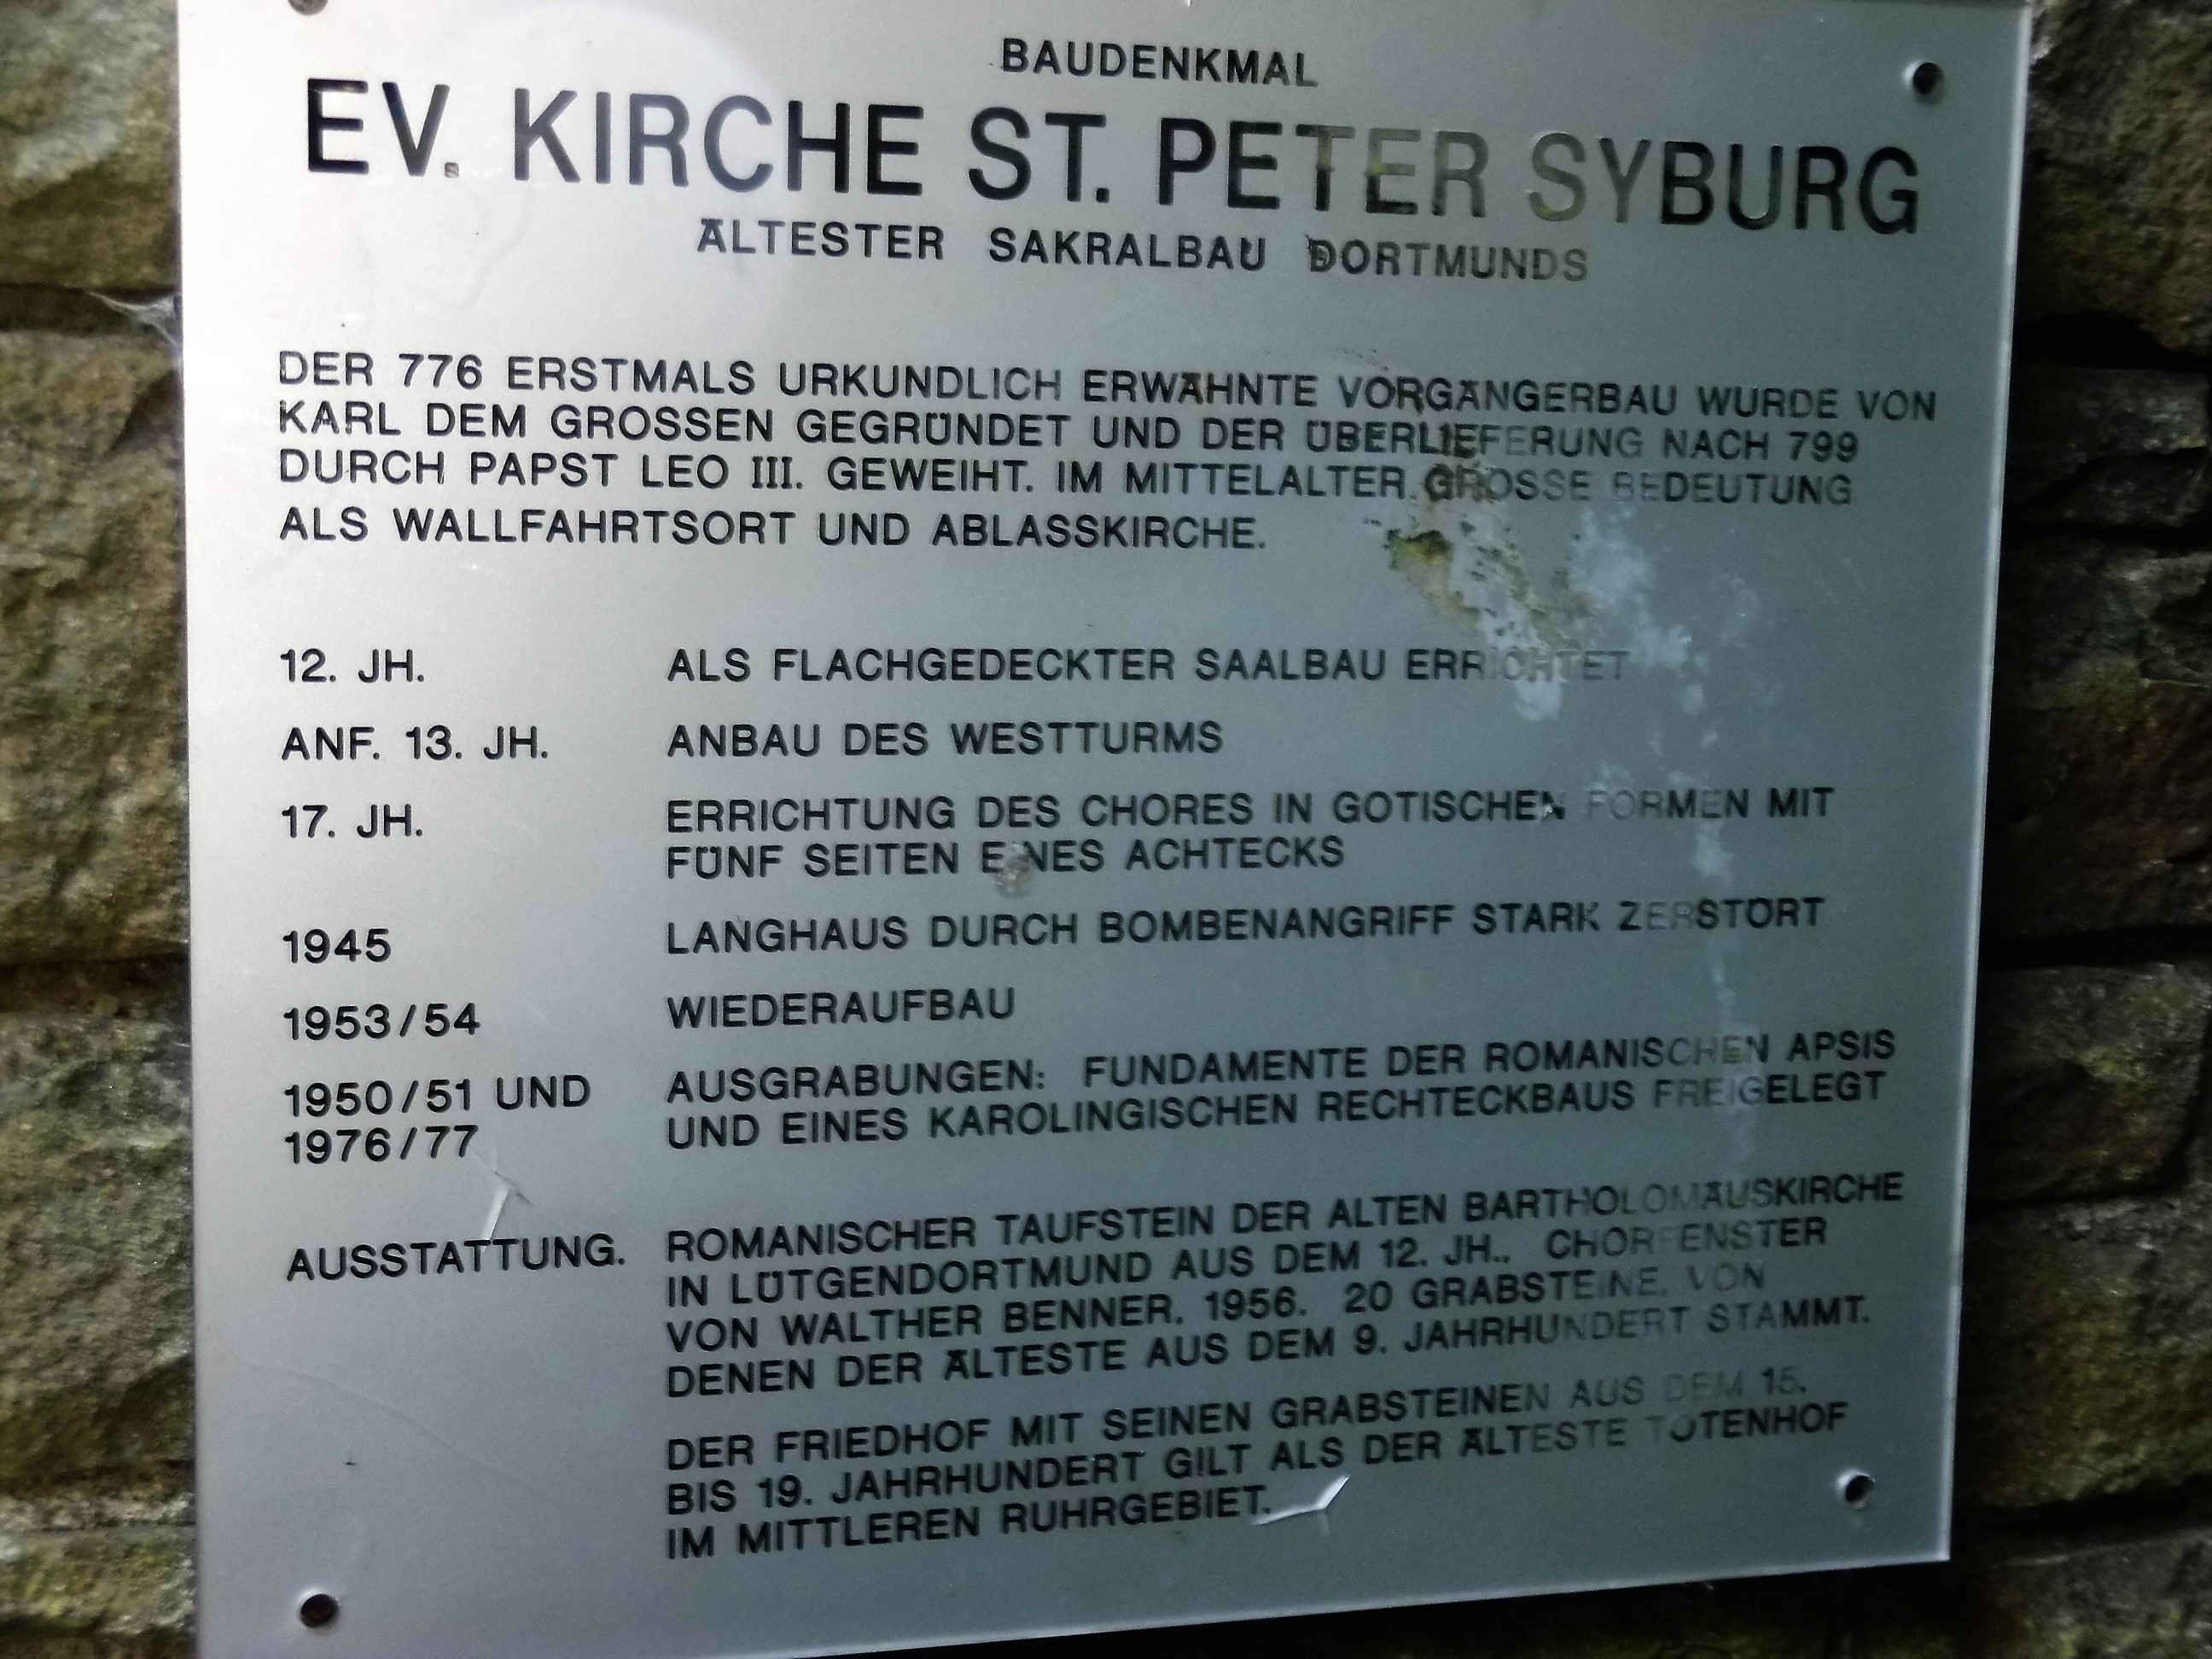 BAUDENKMAL
EV. KIRCHE ST. PETER SYBURG
ÄLTESTER SAKRALBAU DORTMUNDS
DER 776 ERSTMALS URKUNDLICH ERWÄHNTE VORGÄNGERBAU WURDE VON
KARL DEM GROSSEN GEGRÜNDET UND DER ÜBERLIEFERUNG NACH 799
DURCH PAPST LEO III. GEWEIHT. IM MITTELALTER GROSSE BEDEUTUNG
ALS WALLFAHRTSORT UND ABLASSKIRCHE.
12. JH. ALS FLACHGEDECKTER SAALBAU ERRICHTET
ANF. 13. JH. ANBAU DES WESTTURMS
17. JH. ERRICHTUNG DES CHORES IN GOTISCHEN FORMEN MIT
FÜNF SEITEN EINES ACHTECKS
1945 LANGHAUS DURCH BOMBENANGRIFF STARK ZERSTÖRT
1953/54 WIEDERAUFBAU
1950/51 UND AUSGRABUNGEN: FUNDAMENTE DER ROMANISCHEN APSIS
1976/77 UND EINES KAROLINGISCHEN RECHTECKBAUS FREIGELEGT
AUSSTATTUNG. ROMANISCHER TAUFSTEIN DER ALTEN BARTHOLOMÄUSKIRCHE
IN LÜTGENDORTMUND AUS DEM 12. JH., CHORFENSTER
VON WALTHER BENNER, 1956. 20 GRABSTEINE, VON
DENEN DER ÄLTESTE AUS DEM 9. JAHRHUNDERT STAMMT.
DER FRIEDHOF MIT SEINEN GRABSTEINEN AUS DEM 15.
BIS 19. JAHRHUNDERT GILT ALS DER ÄLTESTE TOTENHOF
IM MITTLEREN RUHRGEBIET.